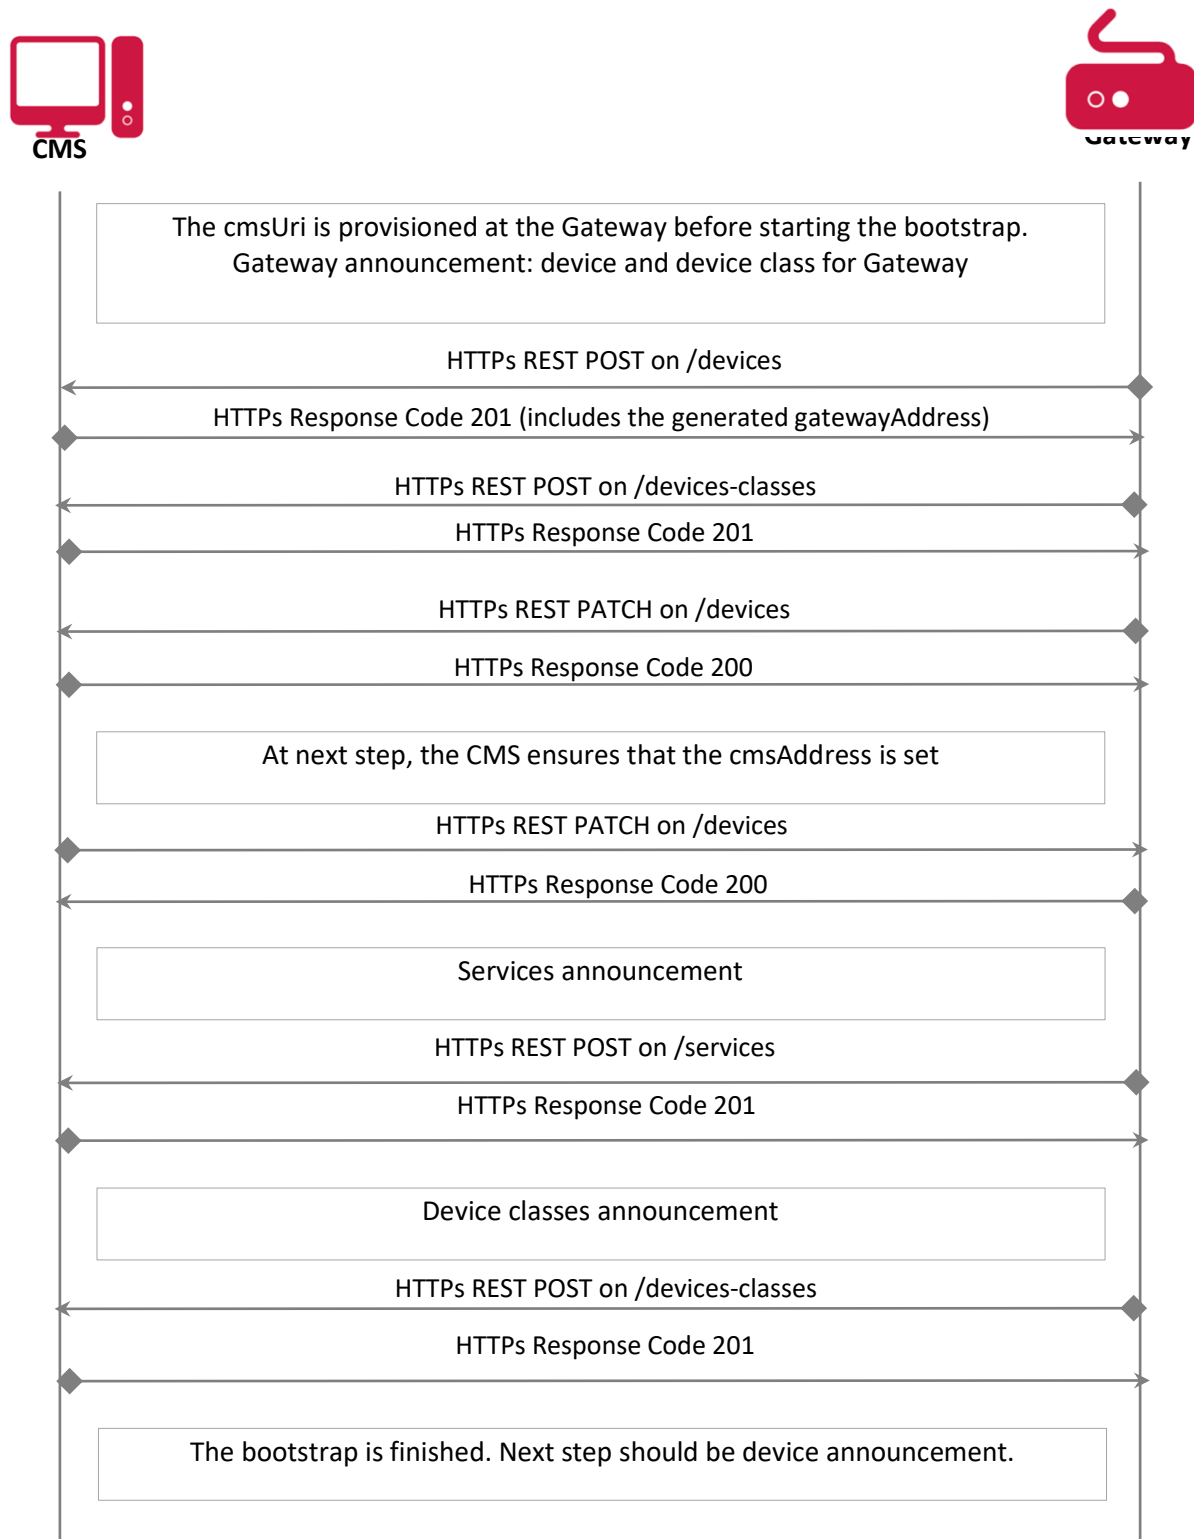 CMS
Gateway
The cmsUri is provisioned at the Gateway before starting the bootstrap.
Gateway announcement: device and device class for Gateway
HTTPs REST POST on /devices
HTTPs Response Code 201 (includes the generated gatewayAddress)
HTTPs REST POST on /devices-classes
HTTPs Response Code 201
HTTPs REST PATCH on /devices
HTTPs Response Code 200
At next step, the CMS ensures that the cmsAddress is set
HTTPs REST PATCH on /devices
HTTPs Response Code 200
Services announcement
HTTPs REST POST on /services
HTTPs Response Code 201
Device classes announcement
HTTPs REST POST on /devices-classes
HTTPs Response Code 201
The bootstrap is finished. Next step should be device announcement.